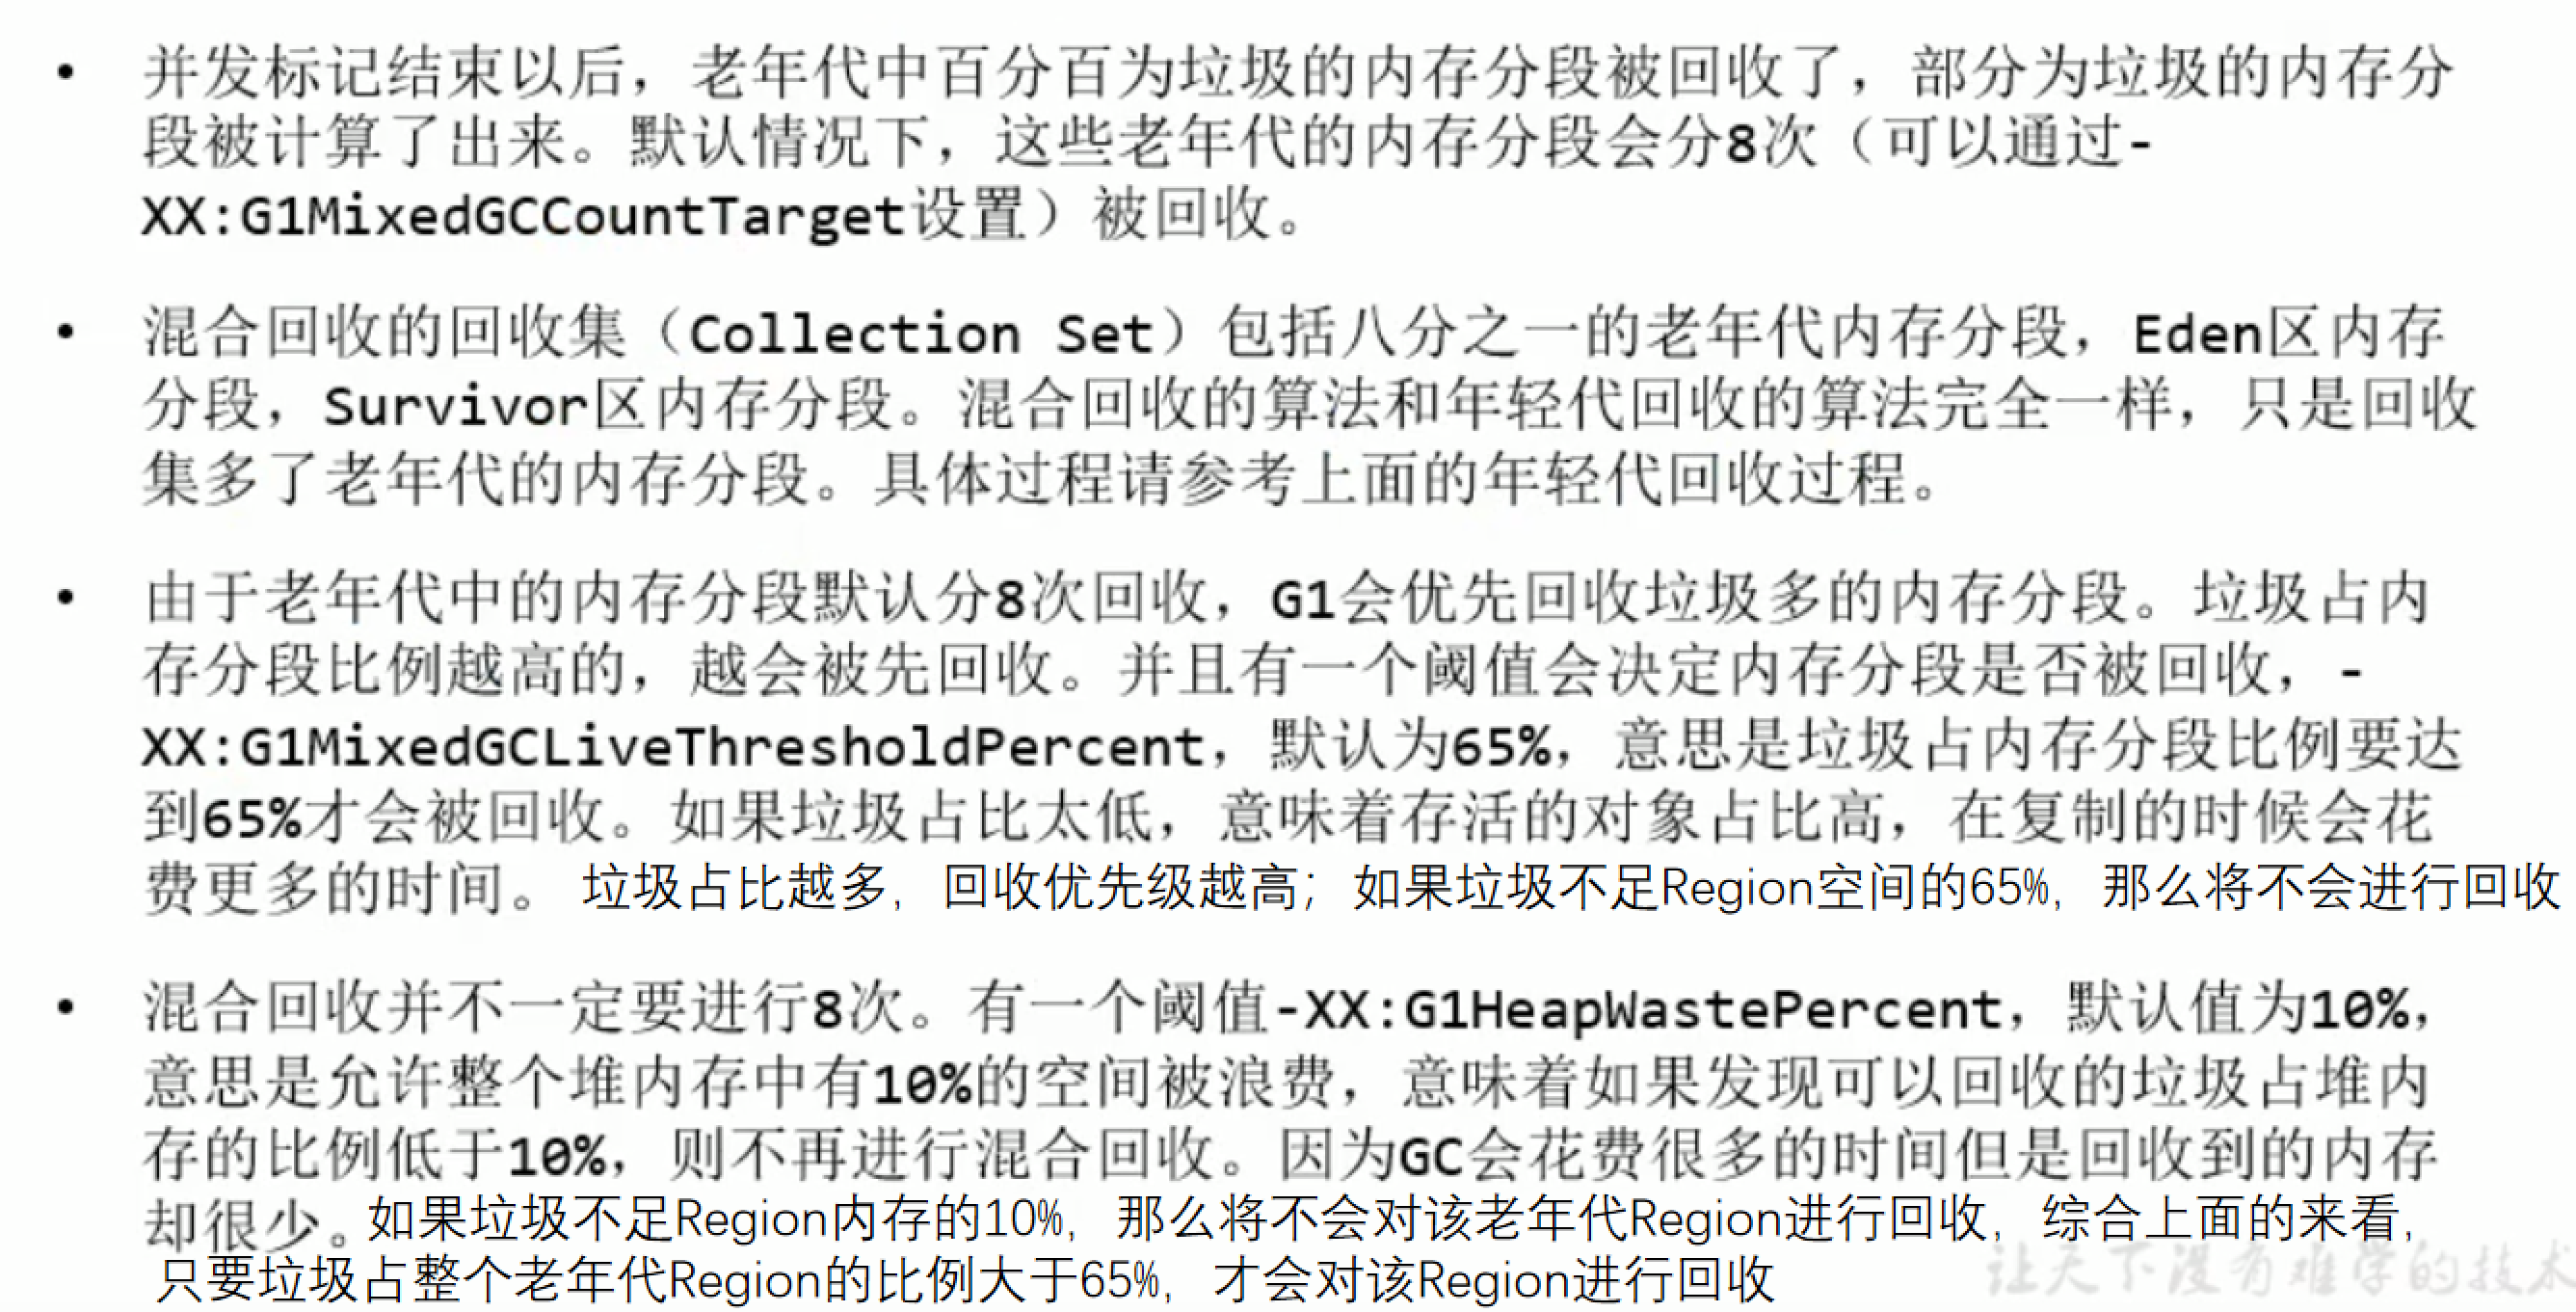 • 并发标记结束以后，老年代中百分百为垃圾的内存分段被回收了，部分为垃圾的内存分
段被计算了出来。默认情况下，这些老年代的内存分段会分8次（可以通过-
XX:G1MixedGCCountTarget设置）被回收。
• 混合回收的回收集（Collection Set）包括八分之一的老年代内存分段，Eden区内存
分段，Survivor区内存分段。混合回收的算法和年轻代回收的算法完全一样，只是回收
集多了老年代的内存分段。具体过程请参考上面的年轻代回收过程。
• 由于老年代中的内存分段默认分8次回收，G1会优先回收垃圾多的内存分段。垃圾占内
存分段比例越高的，越会被先回收。并且有一个阈值会决定内存分段是否被回收，-
XX:G1MixedGCLiveThresholdPercent，默认为65%，意思是垃圾占内存分段比例要达
到65%才会被回收。如果垃圾占比太低，意味着存活的对象占比高，在复制的时候会花
费更多的时间。 垃圾占比越多，回收优先级越高；如果垃圾不足Region空间的65%，那么将不会进行回收
• 混合回收并不一定要进行8次。有一个阈值-XX:G1HeapWastePercent，默认值为10%，
意思是允许整个堆内存中有10%的空间被浪费，意味着如果发现可以回收的垃圾占堆内
存的比例低于10%，则不再进行混合回收。因为GC会花费很多的时间但是回收到的内存
却很少。如果垃圾不足Region内存的10%，那么将不会对该老年代Region进行回收，综合上面的来看，
只要垃圾占整个老年代Region的比例大于65%，才会对该Region进行回收
让天下没有难学的技术